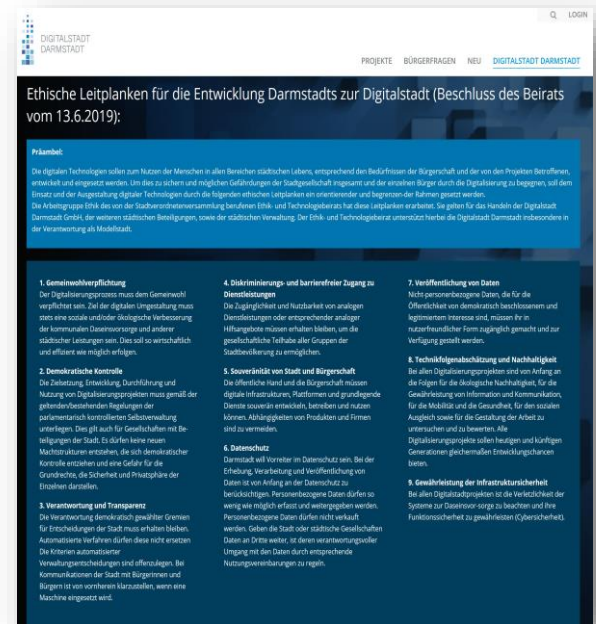 LOGIN
DIGITALSTADT
DARMSTADT
PROJEKTE BÜRGERFRAGEN NEU DIGITALSTADT DARMSTADT
Ethische Leitplanken für die Entwicklung Darmstadts zur Digitalstadt (Beschluss des Beirats
vom 13.6.2019):
Präambel:
Die digitalen Technologien sollen zum Nutzen der Menschen in allen Bereichen städtischen Lebens, entsprechend den Bedürfnissen der Bürgerschaft und der von den Projekten Betroffenen,
entwickelt und eingesetzt werden. Um dies zu sichern und möglichen Gefährdungen der Stadtgesellschaft insgesamt und der einzelnen Bürger durch die Digitalisierung zu begegnen, soll dem
Einsatz und der Ausgestaltung digitaler Technologien durch die folgenden ethischen Leitplanken ein orientierender und begrenzender Rahmen gesetzt werden.
Die Arbeitsgruppe Ethik des von der Stadtverordnetenversammlung berufenen Ethik- und Technologiebeirats hat diese Leitplanken erarbeitet. Sie gelten für das Handeln der Digitalstadt
Darmstadt GmbH, der weiteren städtischen Beteiligungen, sowie der städtischen Verwaltung. Der Ethik- und Technologiebeirat unterstützt hierbei die Digitalstadt Darmstadt insbesondere in
der Verantwortung als Modellstadt.
1. Gemeinwohlverpflichtung
Der Digitalisierungsprozess muss dem Gemeinwohl
verpflichtet sein. Ziel der digitalen Umgestaltung muss
stets eine soziale und/oder ökologische Verbesserung
der kommunalen Daseinsvorsorge und anderer
städtischer Leistungen sein. Dies soll so wirtschaftlich
und effizient wie möglich erfolgen.
2. Demokratische Kontrolle
Die Zielsetzung, Entwicklung, Durchführung und
Nutzung von Digitalisierungsprojekten muss gemäß der
geltenden/bestehenden Regelungen der
parlamentarisch kontrollierten Selbstverwaltung
unterliegen. Dies gilt auch für Gesellschaften mit Be-
teiligungen der Stadt. Es dürfen keine neuen
Machtstrukturen entstehen, die sich demokratischer
Kontrolle entziehen und eine Gefahr für die
Grundrechte, die Sicherheit und Privatsphäre der
Einzelnen darstellen.
3. Verantwortung und Transparenz
Die Verantwortung demokratisch gewählter Gremien
für Entscheidungen der Stadt muss erhalten bleiben.
Automatisierte Verfahren dürfen diese nicht ersetzen
Die Kriterien automatisierter
Verwaltungsentscheidungen sind offenzulegen. Bei
Kommunikationen der Stadt mit Bürgerinnen und
Bürgern ist von vornherein klarzustellen, wenn eine
Maschine eingesetzt wird.
4. Diskriminierungs- und barrierefreier Zugang zu
Dienstleistungen
Die Zugänglichkeit und Nutzbarkeit von analogen
Dienstleistungen oder entsprechender analoger
Hilfsangebote müssen erhalten bleiben, um die
gesellschaftliche Teilhabe aller Gruppen der
Stadtbevölkerung zu ermöglichen.
5. Souveränität von Stadt und Bürgerschaft
Die öffentliche Hand und die Bürgerschaft müssen
digitale Infrastrukturen, Plattformen und grundlegende
Dienste souverän entwickeln, betreiben und nutzen
können. Abhängigkeiten von Produkten und Firmen
sind zu vermeiden.
6. Datenschutz
Darmstadt will Vorreiter im Datenschutz sein. Bei der
Erhebung, Verarbeitung und Veröffentlichung von
Daten ist von Anfang an der Datenschutz zu
berücksichtigen. Personenbezogene Daten dürfen so
wenig wie möglich erfasst und weitergegeben werden.
Personenbezogene Daten dürfen nicht verkauft
werden. Geben die Stadt oder städtische Gesellschaften
Daten an Dritte weiter, ist deren verantwortungsvoller
Umgang mit den Daten durch entsprechende
Nutzungsvereinbarungen zu regeln.
7. Veröffentlichung von Daten
Nicht-personenbezogene Daten, die für die
Öffentlichkeit von demokratisch beschlossenem und
legitimiertem Interesse sind, müssen ihr in
nutzerfreundlicher Form zugänglich gemacht und zur
Verfügung gestellt werden.
8. Technikfolgenabschätzung und Nachhaltigkeit
Bei allen Digitalisierungsprojekten sind von Anfang an
die Folgen für die ökologische Nachhaltigkeit, für die
Gewährleistung von Information und Kommunikation,
für die Mobilität und die Gesundheit, für den sozialen
Ausgleich sowie für die Gestaltung der Arbeit zu
untersuchen und zu bewerten. Alle
Digitalisierungsprojekte sollen heutigen und künftigen
Generationen gleichermaßen Entwicklungschancen
bieten.
9. Gewährleistung der Infrastruktursicherheit
Bei allen Digitalstadtprojekten ist die Verletzlichkeit der
Systeme zur Daseinsvor-sorge zu beachten und ihre
Funktionssicherheit zu gewährleisten (Cybersicherheit).